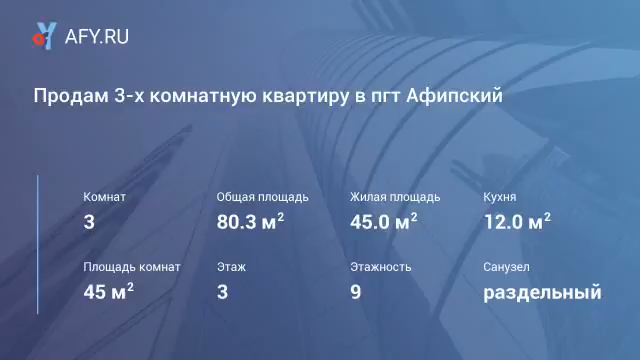 AFY.RU
Продам 3-х комнатную квартиру в пгт Афипский
Комнат Общая площадь Жилая площадь Кухня
3 80.3 м² 45.0 м² 12.0 м²
Площадь комнат Этаж Этажность Санузел
45 м² 3 9 раздельный